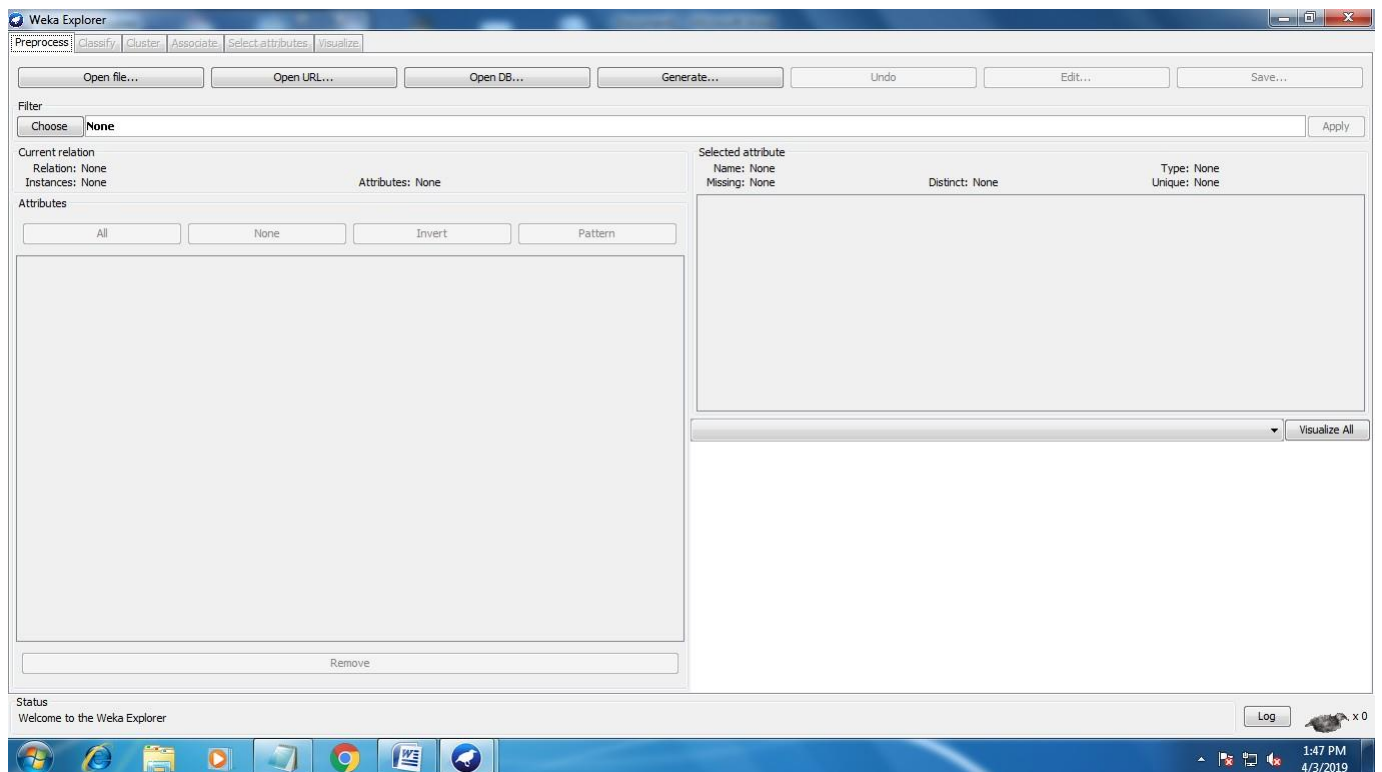 Weka Explorer
Preprocess Classify Cluster Associate Select attributes Visualize
Open file... Open URL... Open DB... Generate... Undo Edit... Save...
Filter
Choose None Apply
Current relation
Relation: None
Instances: None Attributes: None
Selected attribute
Name: None Type: None
Missing: None Distinct: None Unique: None
Attributes
All None Invert Pattern
Visualize All
Remove
Status
Welcome to the Weka Explorer
Log x 0
1:47 PM
4/3/2019